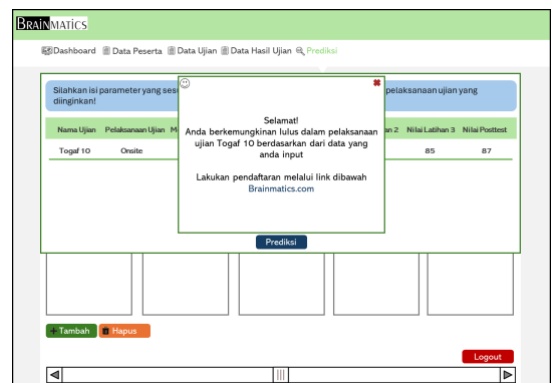 BRAINMATICS
Dashboard Data Peserta Data Ujian Data Hasil Ujian Prediksi
Silahkan isi parameter yang pelaksanaan ujian yang
diinginkan!
Nama Ujian Pelaksanaan Ujian 2 Nilai Latihan 3 Nilai Posttest
Togaf 10 Onsite 85 87
Selamat!
Anda berkemungkinan lulus dalam pelaksanaan
ujian Togaf 10 berdasarkan dari data yang
anda input
Lakukan pendaftaran melalui link dibawah
Brainmatics.com
Prediksi
Tambah Hapus
Logout